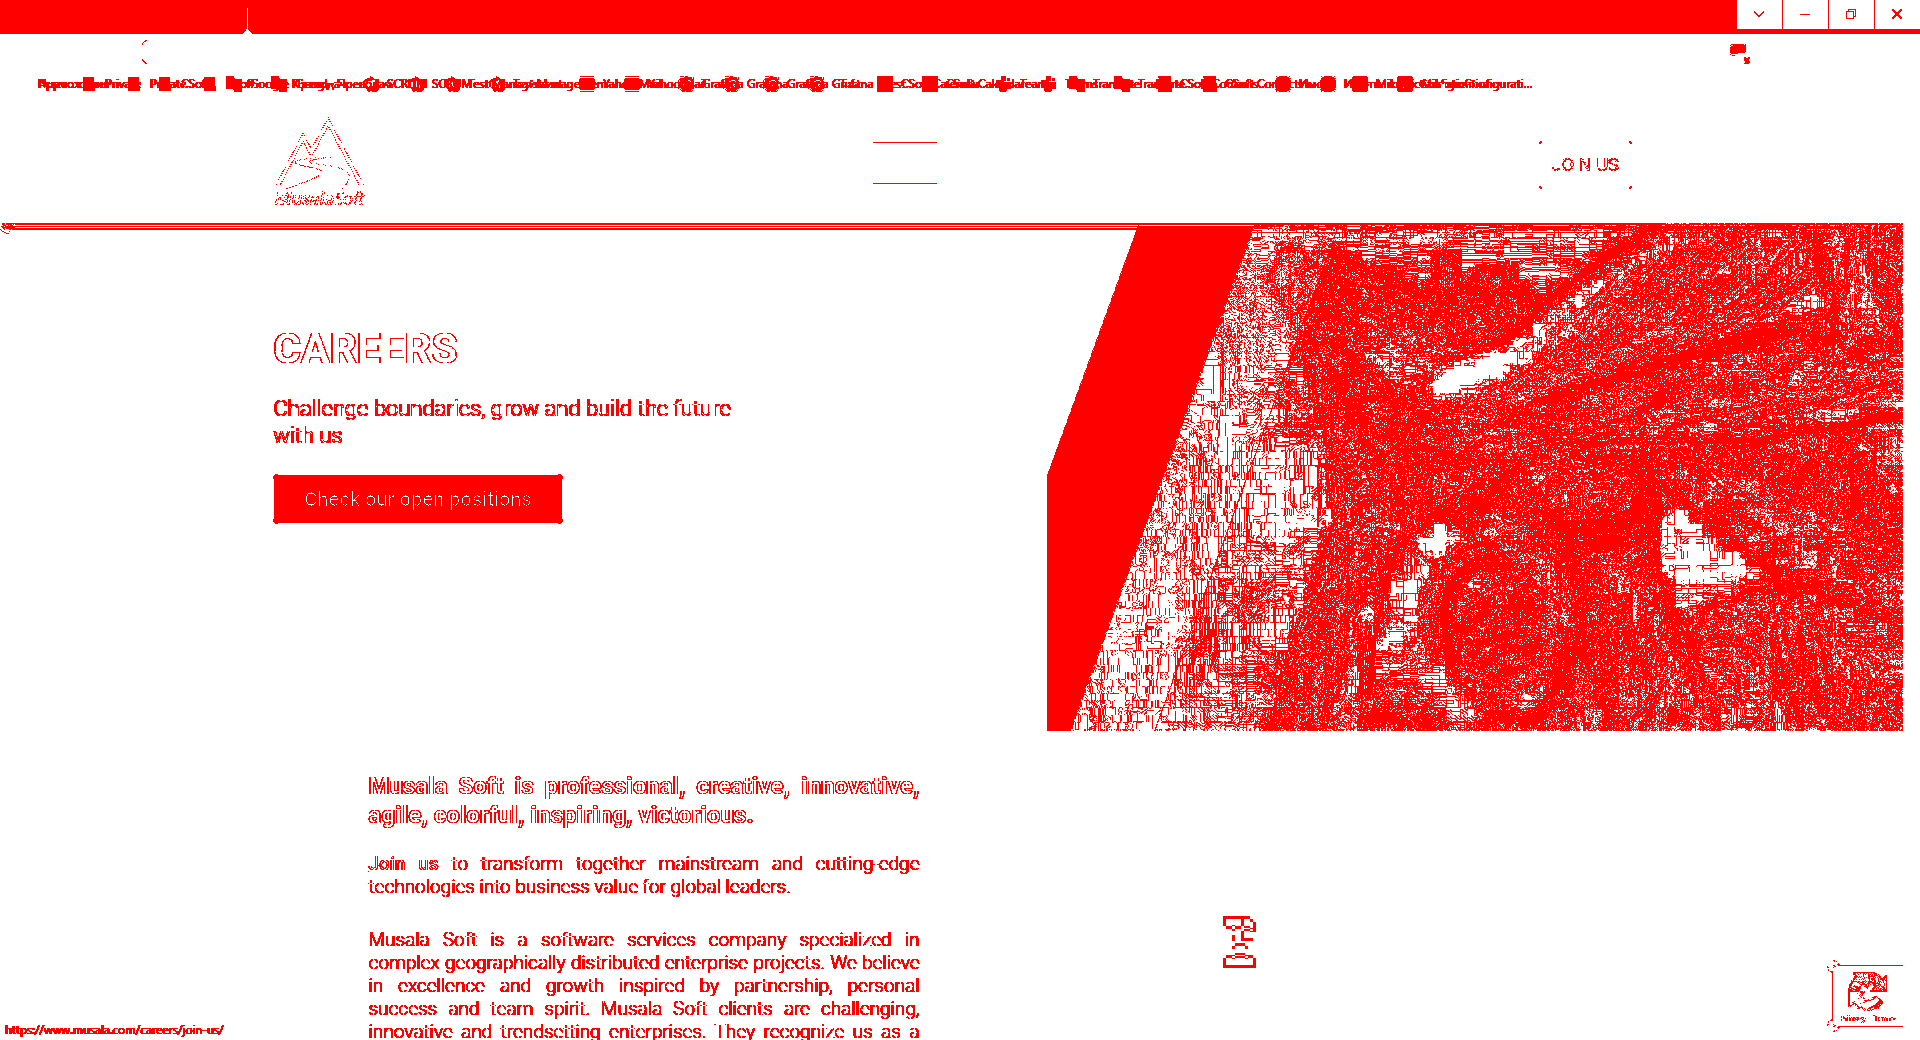 MusalaSoft
JOIN US
CAREERS
Challenge boundaries, grow and build the future
with us
Check our open positions
Musala Soft is professional, creative, innovative,
agile, colorful, inspiring, victorious.
Join us to transform together mainstream and cutting-edge
technologies into business value for global leaders.
Musala Soft is a software services company specialized in
complex geographically distributed enterprise projects. We believe
in excellence and growth inspired by partnership, personal
success and team spirit. Musala Soft clients are challenging,
innovative and trendsetting enterprises. They recognize us as a
https://www.musala.com/careers/join-us/